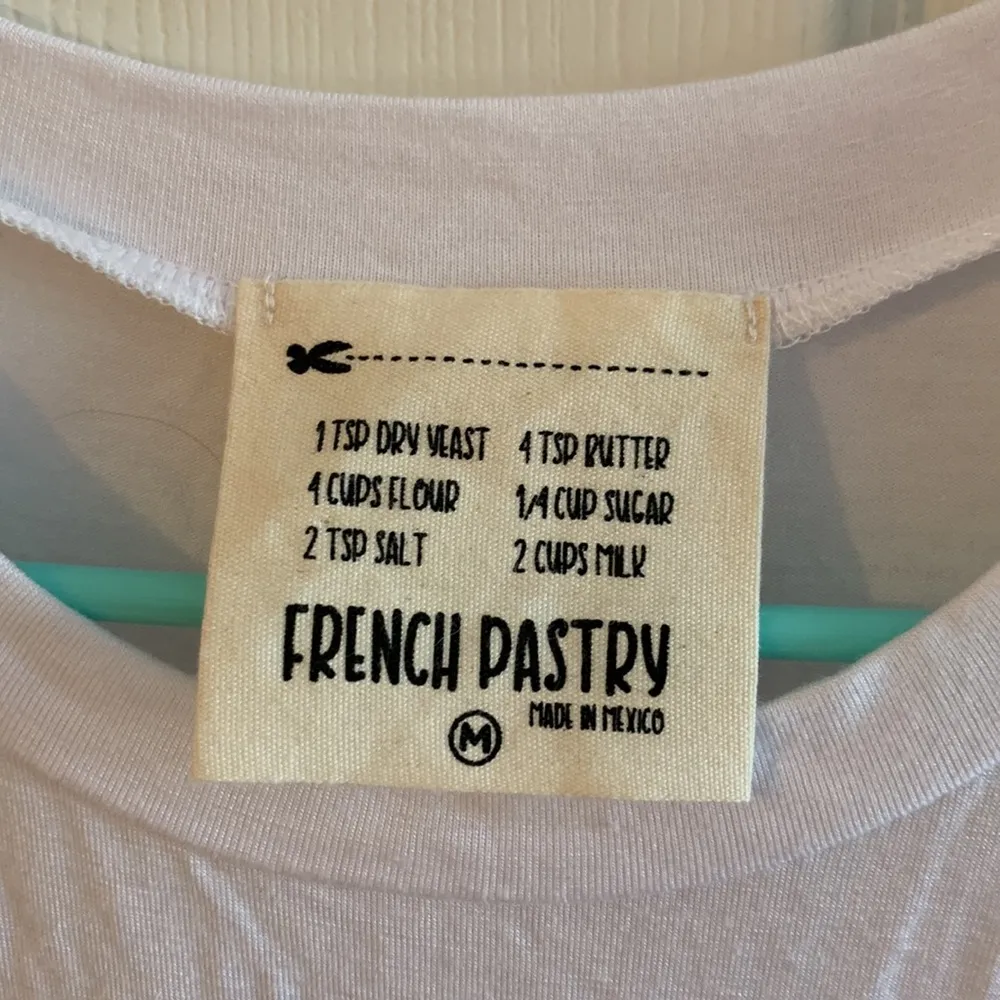 1 TSP DRY YEAST 4 TSP BUTTER
4 CUPS FLOUR 1/4 CUP SUGAR
2 TSP SALT 2 CUPS MILK
FRENCH PASTRY
MADE IN MEXICO
M